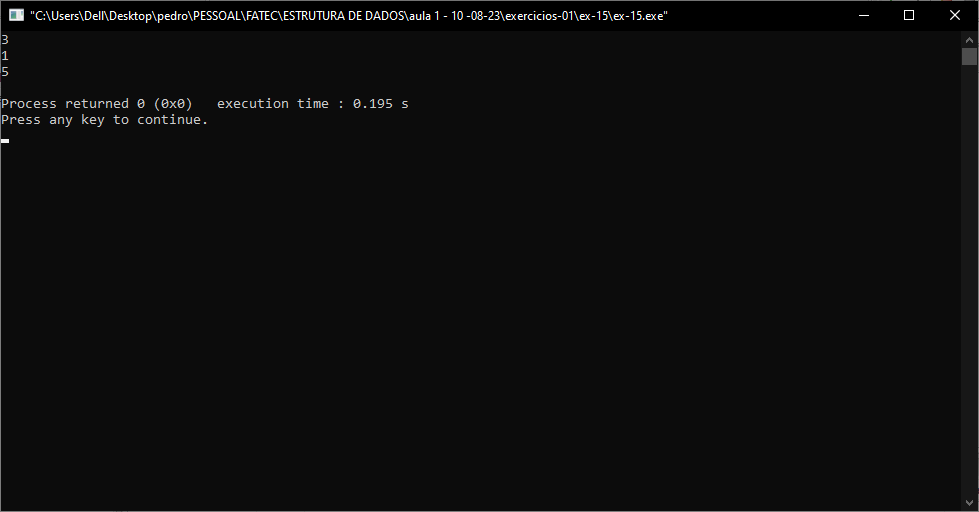 "C:\Users\Dell\Desktop\pedro\PESSOAL\FATEC\ESTRUTURA DE DADOS\aula 1 - 10 -08-23\exercicios-01\ex-15\ex-15.exe"
3
1
5
Process returned 0 (0x0)   execution time : 0.195 s
Press any key to continue.